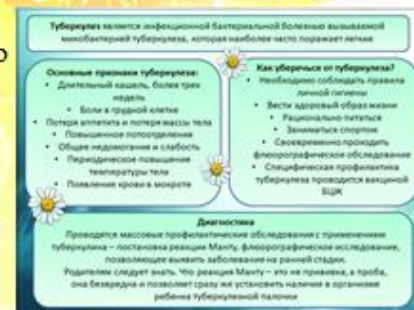 о
Туберкулез является инфекционной бактериальной болезнью вызываемой
микобактерией туберкулеза, которая наиболее часто поражает легкие
Основные признаки туберкулеза:
• Длительный кашель, более трех
недель
• Боли в грудной клетке
• Потеря аппетита и потеря массы тела
• Повышенное потоотделение
• Общее недомогание и слабость
• Периодическое повышение
температуры тела
• Появление крови в мокроте
Как уберечься от туберкулеза?
• Необходимо соблюдать правила
личной гигиены
• Вести здоровый образ жизни
• Рационально питаться
• Заниматься спортом
• Своевременно проходить
флюорографическое обследование
• Специфическая профилактика
туберкулеза проводится вакциной
БЦЖ
Диагностика
Проводятся массовые профилактические обследования с применением
туберкулина – постановка реакции Манту, флюорографическое исследование,
позволяющее выявить заболевание на ранней стадии.
Родителям следует знать. Что реакция Манту – это не прививка, а проба,
она безвредна и позволяет сразу же установить наличие в организме
ребенка туберкулезной палочки